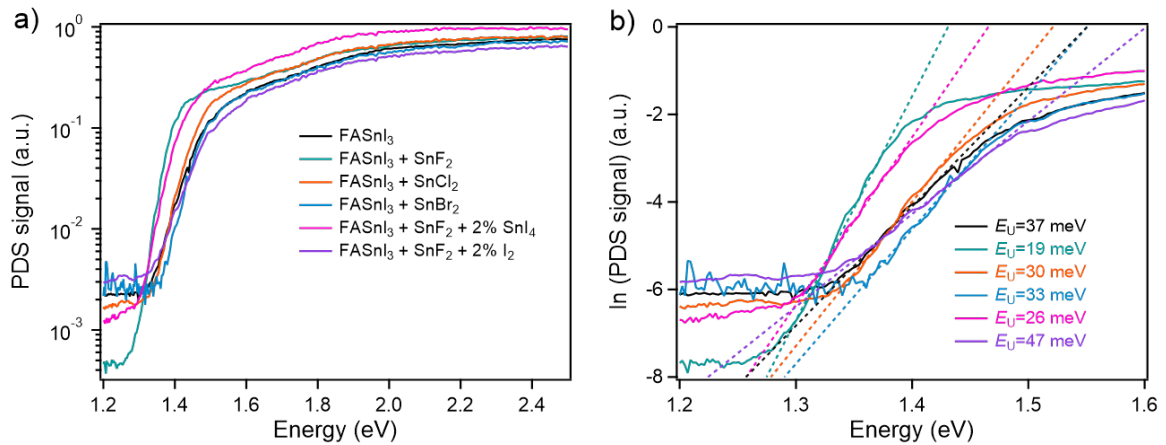 a)
PDS signal (a.u.)
10⁰
10⁻¹
10⁻²
10⁻³
FASnI₃
FASnI₃ + SnF₂
FASnI₃ + SnCl₂
FASnI₃ + SnBr₂
FASnI₃ + SnF₂ + 2% SnI₄
FASnI₃ + SnF₂ + 2% I₂
1.2 1.4 1.6 1.8 2.0 2.2 2.4
Energy (eV)
b)
ln (PDS signal) (a.u.)
0
-2
-4
-6
-8
E_U=37 meV
E_U=19 meV
E_U=30 meV
E_U=33 meV
E_U=26 meV
E_U=47 meV
1.2 1.3 1.4 1.5 1.6
Energy (eV)